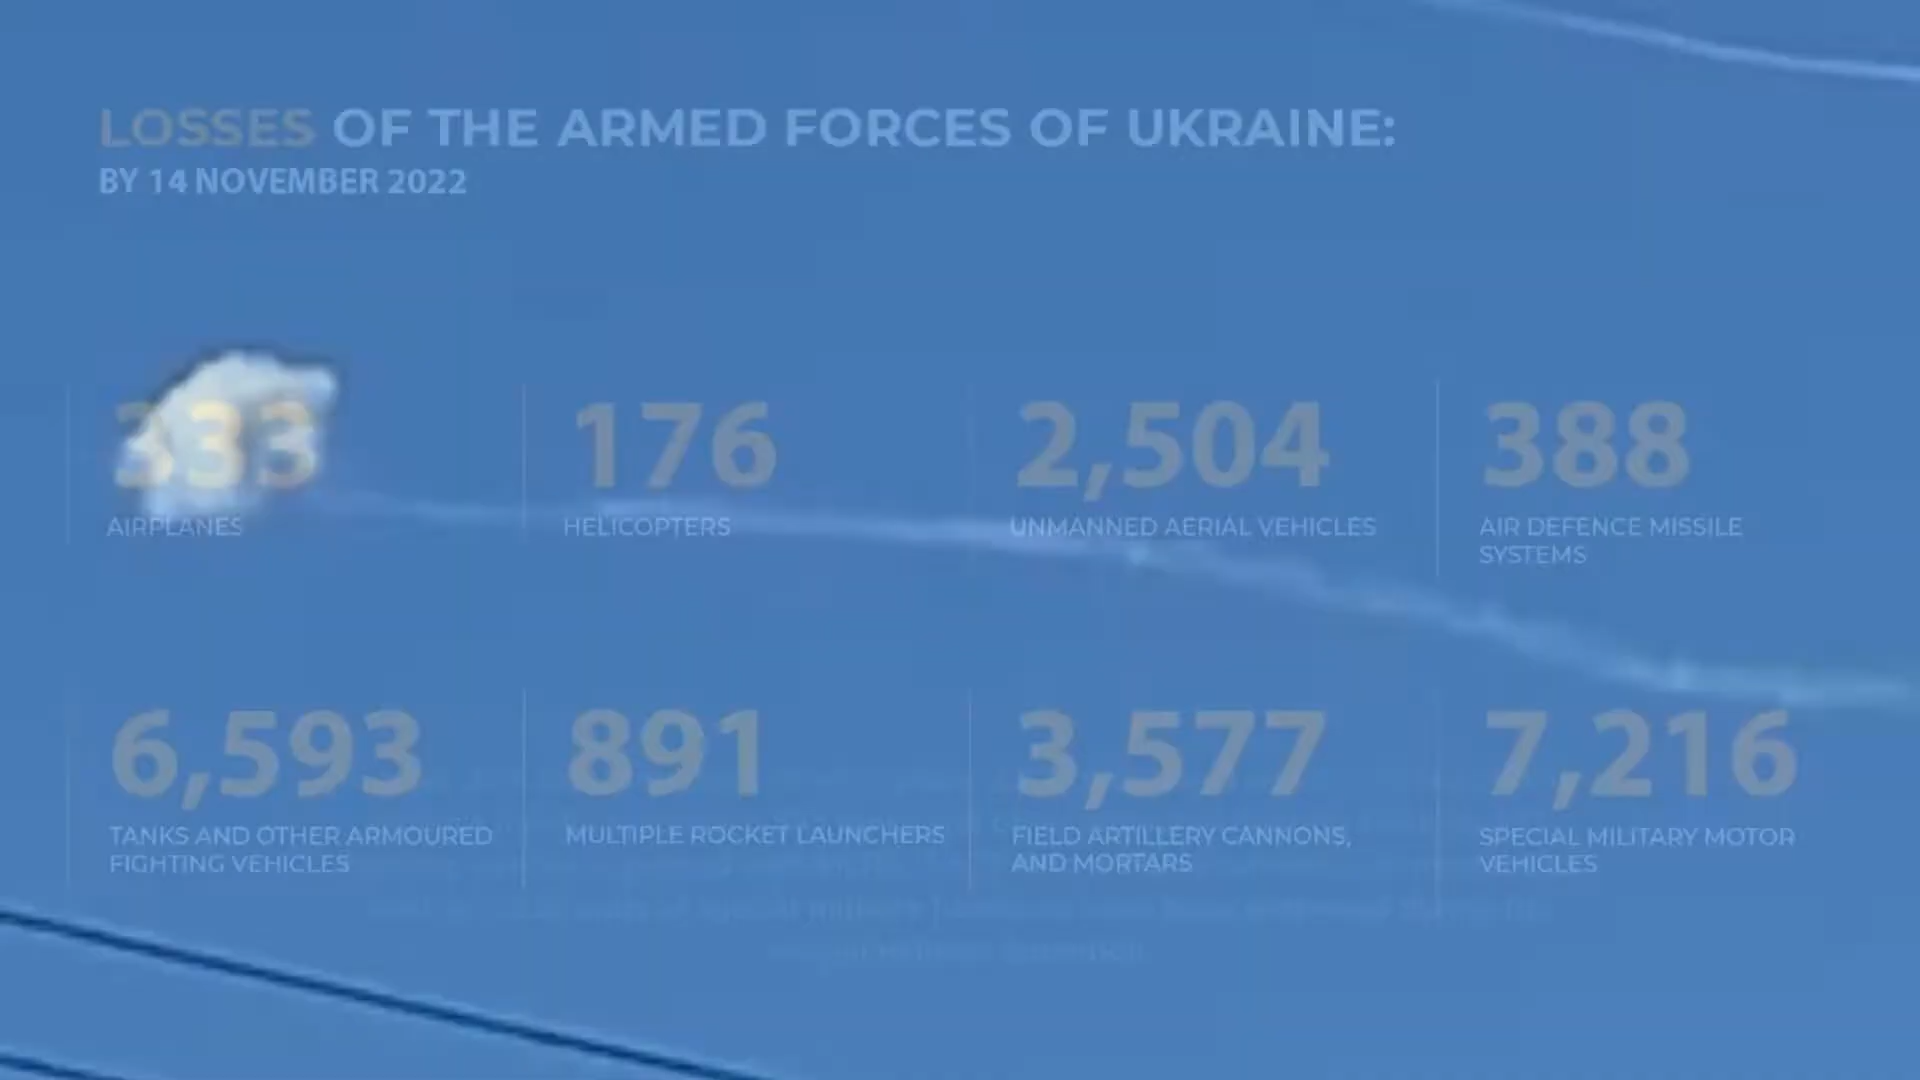 LOSSES OF THE ARMED FORCES OF UKRAINE:
BY 14 NOVEMBER 2022
333
AIRPLANES
176
HELICOPTERS
2,504
UNMANNED AERIAL VEHICLES
388
AIR DEFENCE MISSILE
SYSTEMS
6,593
TANKS AND OTHER ARMOURED
FIGHTING VEHICLES
891
MULTIPLE ROCKET LAUNCHERS
3,577
FIELD ARTILLERY CANNONS,
AND MORTARS
7,216
SPECIAL MILITARY MOTOR
VEHICLES